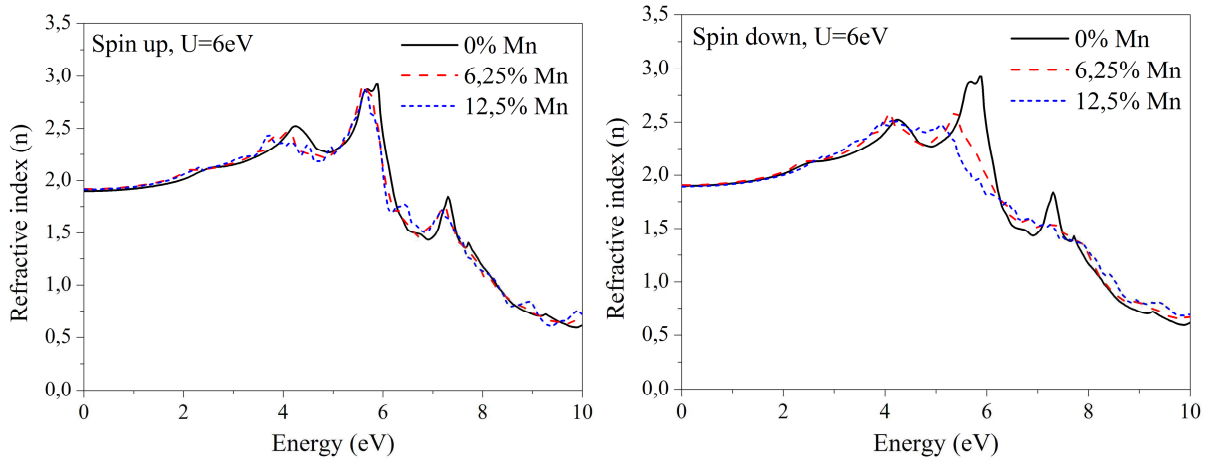 Spin up, U=6eV
0% Mn
6,25% Mn
12,5% Mn
Refractive index (n)
3,5
3,0
2,5
2,0
1,5
1,0
0,5
0,0
0 2 4 6 8 10
Energy (eV)
Spin down, U=6eV
0% Mn
6,25% Mn
12,5% Mn
Refractive index (n)
3,5
3,0
2,5
2,0
1,5
1,0
0,5
0,0
0 2 4 6 8 10
Energy (eV)